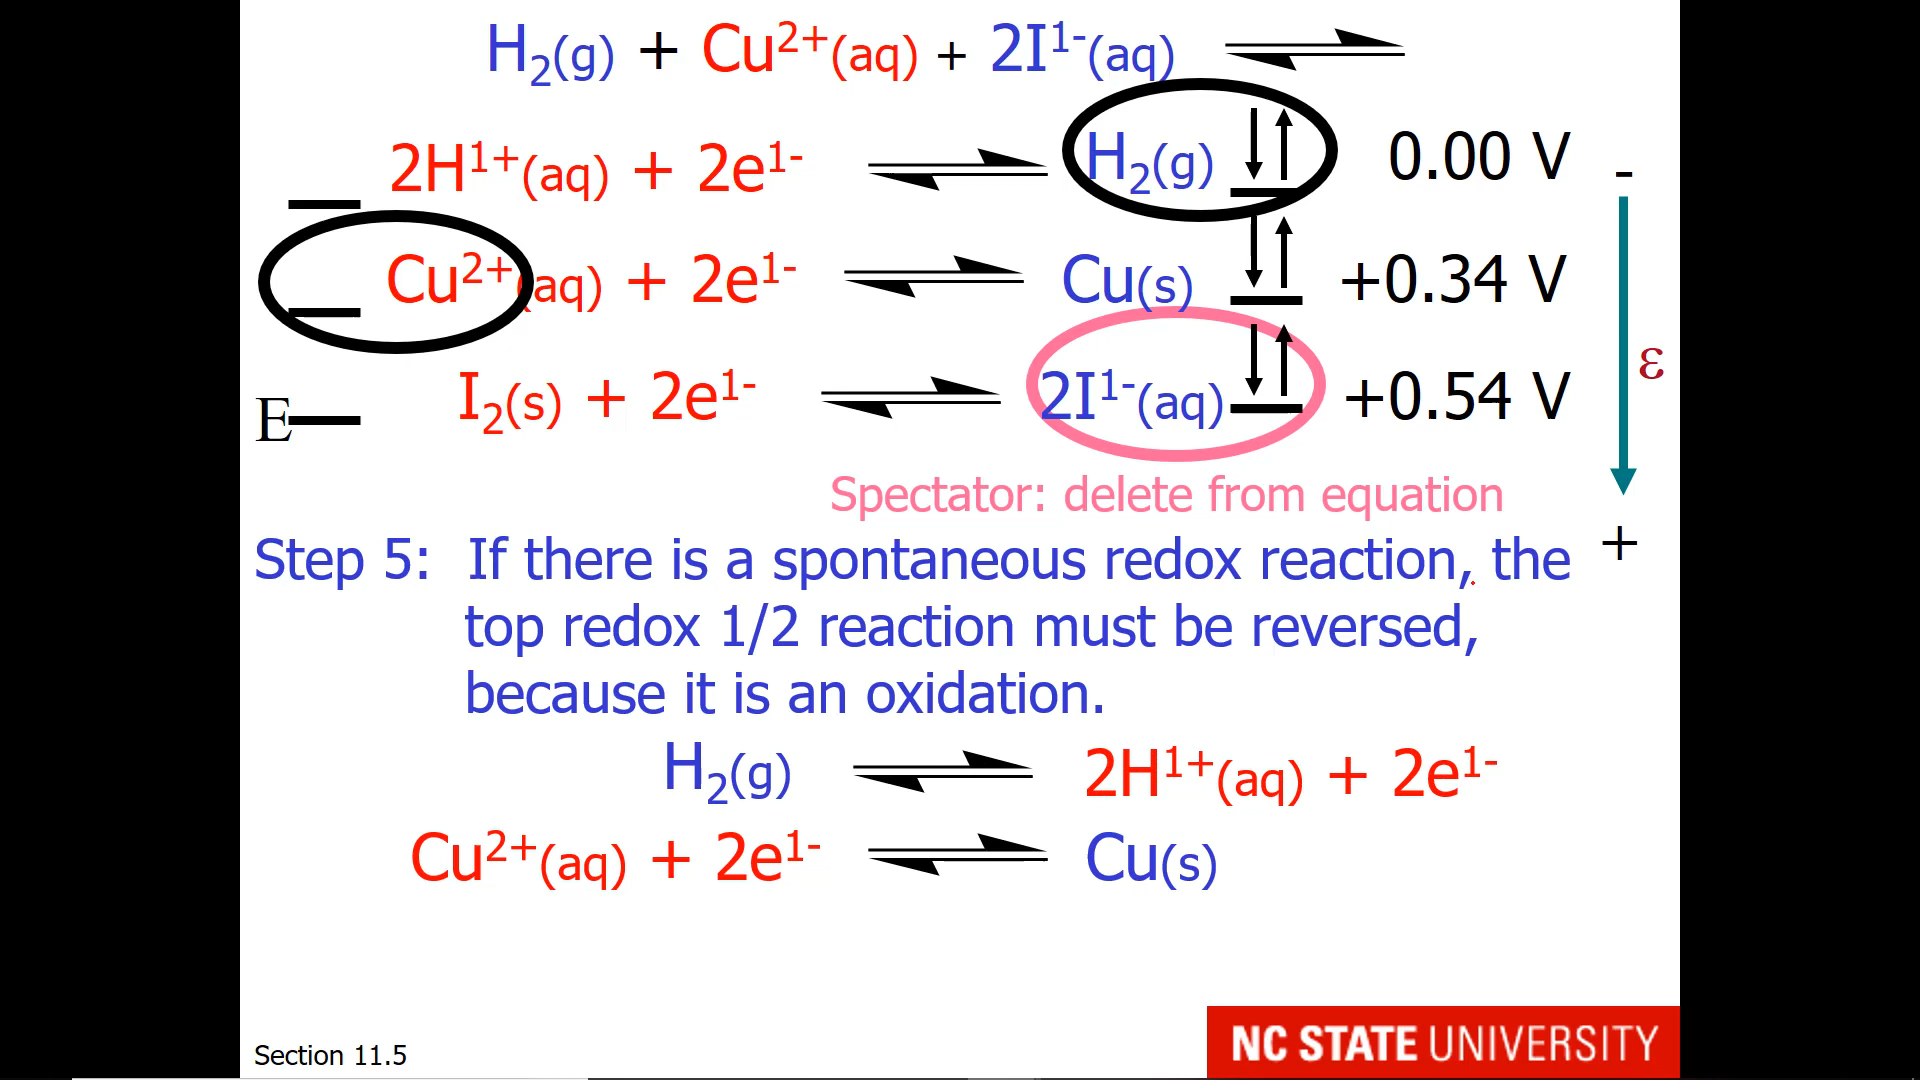 H₂(g) + Cu²⁺(aq) + 2I¹⁻(aq) ⇌
2H¹⁺(aq) + 2e¹⁻ ⇌ H₂(g) 0.00 V -
Cu²⁺(aq) + 2e¹⁻ ⇌ Cu(s) +0.34 V
ε
E I₂(s) + 2e¹⁻ ⇌ 2I¹⁻(aq) +0.54 V
Spectator: delete from equation
+
Step 5: If there is a spontaneous redox reaction, the
top redox 1/2 reaction must be reversed,
because it is an oxidation.
H₂(g) ⇌ 2H¹⁺(aq) + 2e¹⁻
Cu²⁺(aq) + 2e¹⁻ ⇌ Cu(s)
Section 11.5
NC STATE UNIVERSITY